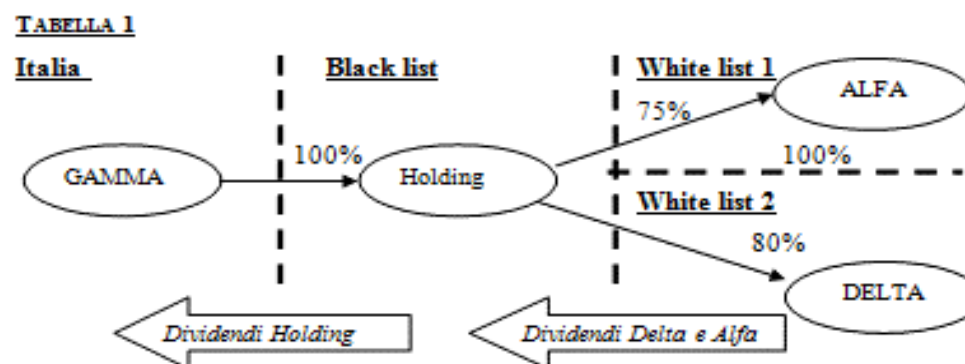 TABELLA 1
Italia
Black list
White list 1
ALFA
75%
100%
GAMMA
Holding
100%
White list 2
80%
DELTA
Dividendi Holding
Dividendi Delta e Alfa